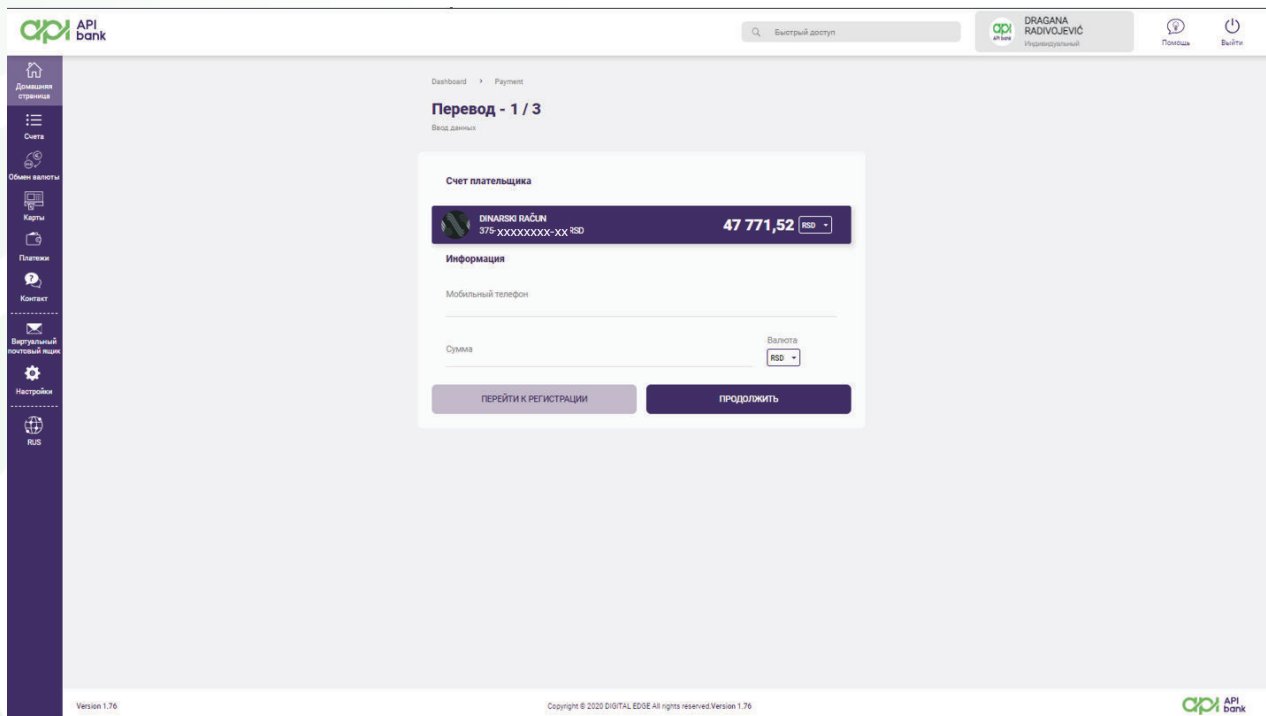 API
bank
Быстрый доступ
API bank
DRAGANA
RADIVOJEVIĆ
Индивидуальный
Помощь
Выйти
Домашняя
страница
Счета
Обмен валюты
Карты
Платежи
Контакт
Виртуальный
почтовый ящик
Настройки
RUS
Dashboard > Payment
Перевод - 1 / 3
Ввод данных
Счет плательщика
DINARSKI RAČUN
375-XXXXXXXX-XX RSD
47 771,52 RSD
Информация
Мобильный телефон
Сумма
Валюта
RSD
ПЕРЕЙТИ К РЕГИСТРАЦИИ
ПРОДОЛЖИТЬ
Version 1.76
Copyright © 2020 DIGITAL EDGE All rights reserved.Version 1.76
API
bank